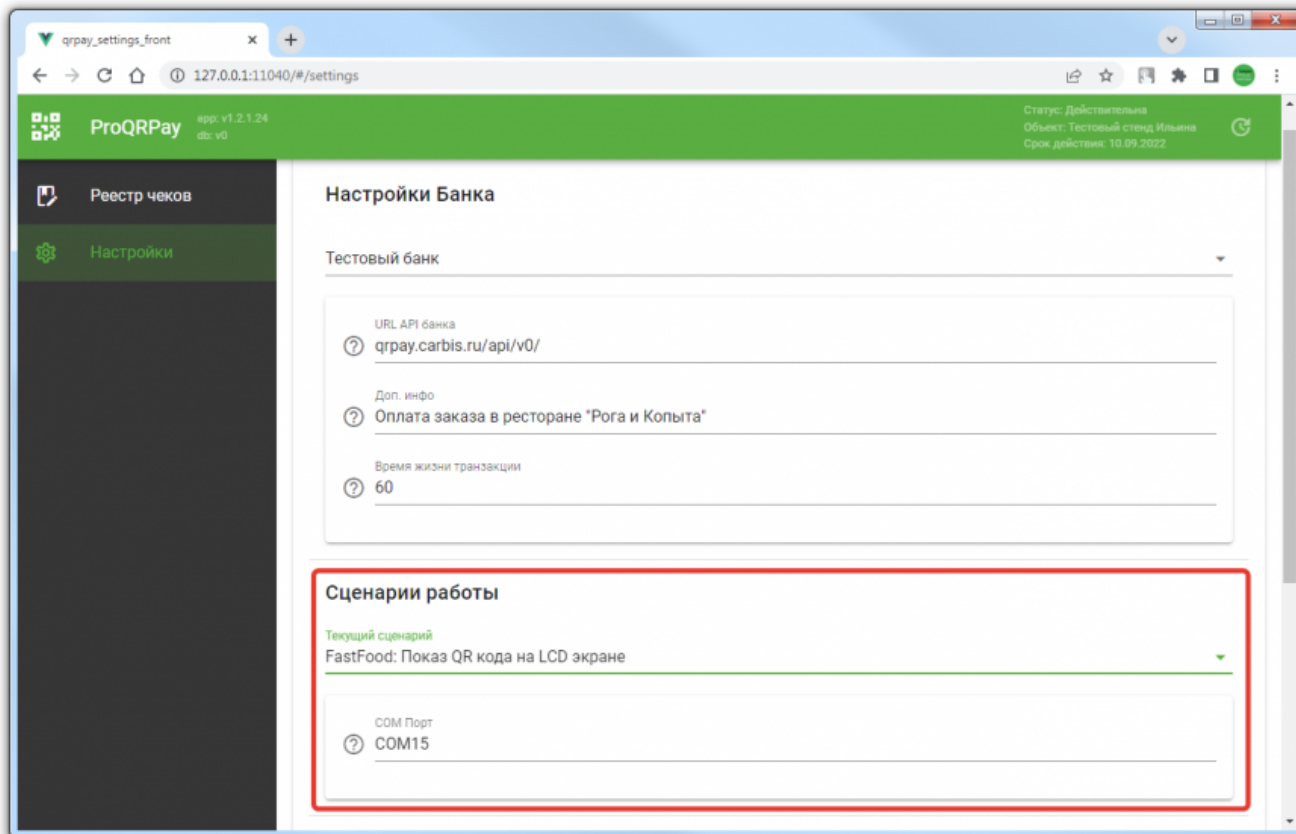 qrpay_settings_front
127.0.0.1:11040/#/settings
ProQRPay
app: v1.2.1.24
db: v0
Статус: Действительна
Объект: Тестовый стенд Ильина
Срок действия: 10.09.2022
Реестр чеков
Настройки
Настройки Банка
Тестовый банк
URL API банка
qrpay.carbis.ru/api/v0/
Доп. инфо
Оплата заказа в ресторане "Рога и Копыта"
Время жизни транзакции
60
Сценарии работы
Текущий сценарий
FastFood: Показ QR кода на LCD экране
COM Порт
COM15